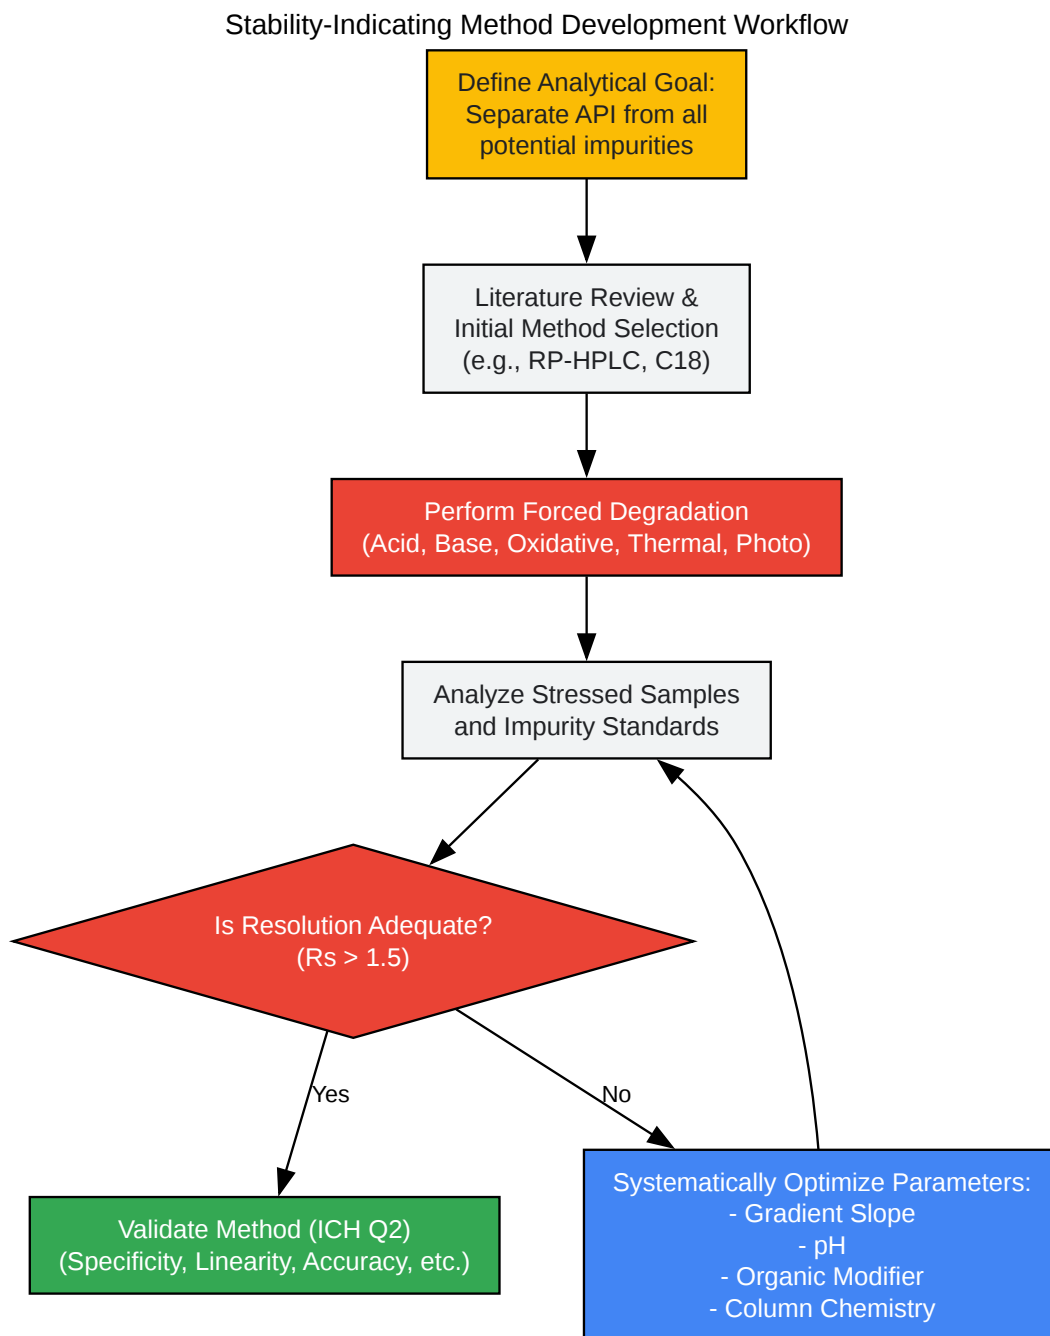 Stability-Indicating Method Development Workflow
Define Analytical Goal:
Separate API from all
potential impurities
Literature Review &
Initial Method Selection
(e.g., RP-HPLC, C18)
Perform Forced Degradation
(Acid, Base, Oxidative, Thermal, Photo)
Analyze Stressed Samples
and Impurity Standards
Is Resolution Adequate?
(Rs > 1.5)
Yes
No
Validate Method (ICH Q2)
(Specificity, Linearity, Accuracy, etc.)
Systematically Optimize Parameters:
- Gradient Slope
- pH
- Organic Modifier
- Column Chemistry